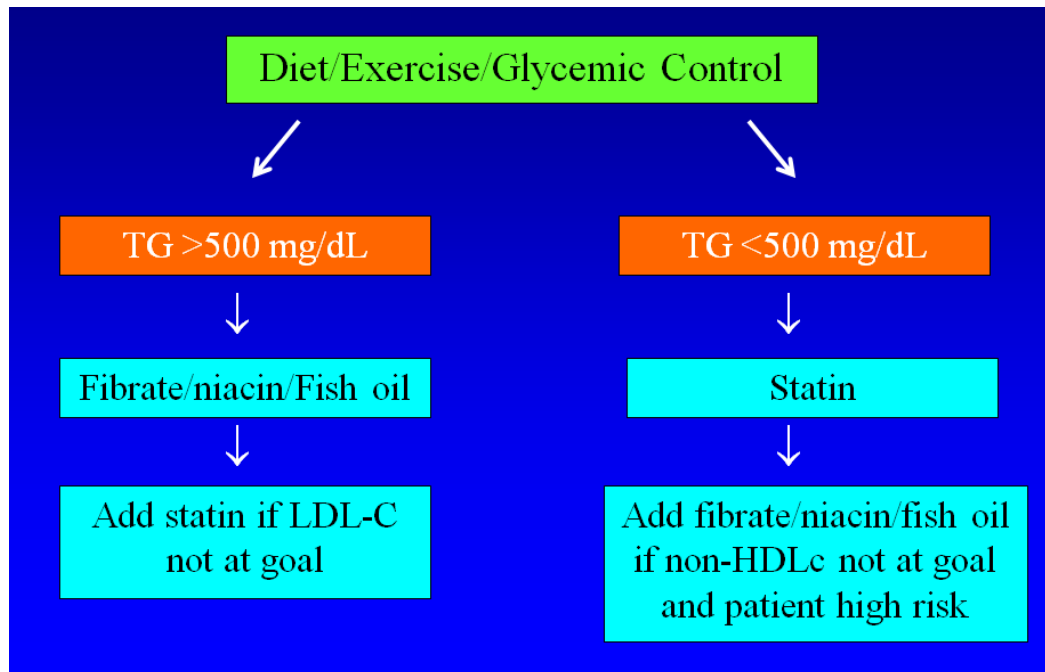 Diet/Exercise/Glycemic Control
TG >500 mg/dL
TG <500 mg/dL
Fibrate/niacin/Fish oil
Statin
Add statin if LDL-C
not at goal
Add fibrate/niacin/fish oil
if non-HDLc not at goal
and patient high risk